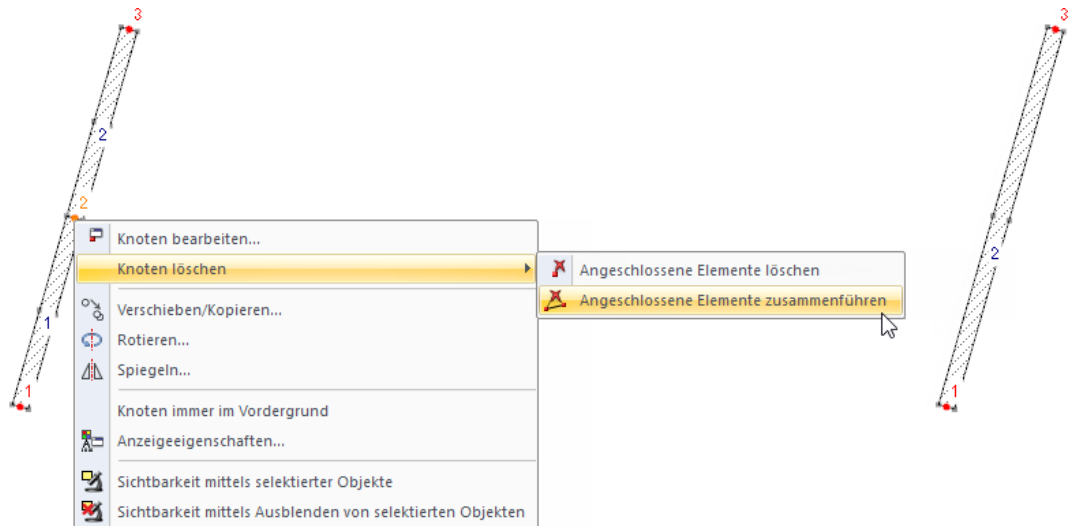 3
2
2
1
1
Knoten bearbeiten...
Knoten löschen
Verschieben/Kopieren...
Rotieren...
Spiegeln...
Knoten immer im Vordergrund
Anzeigeeigenschaften...
Sichtbarkeit mittels selektierter Objekte
Sichtbarkeit mittels Ausblenden von selektierten Objekten
Angeschlossene Elemente löschen
Angeschlossene Elemente zusammenführen
3
2
1